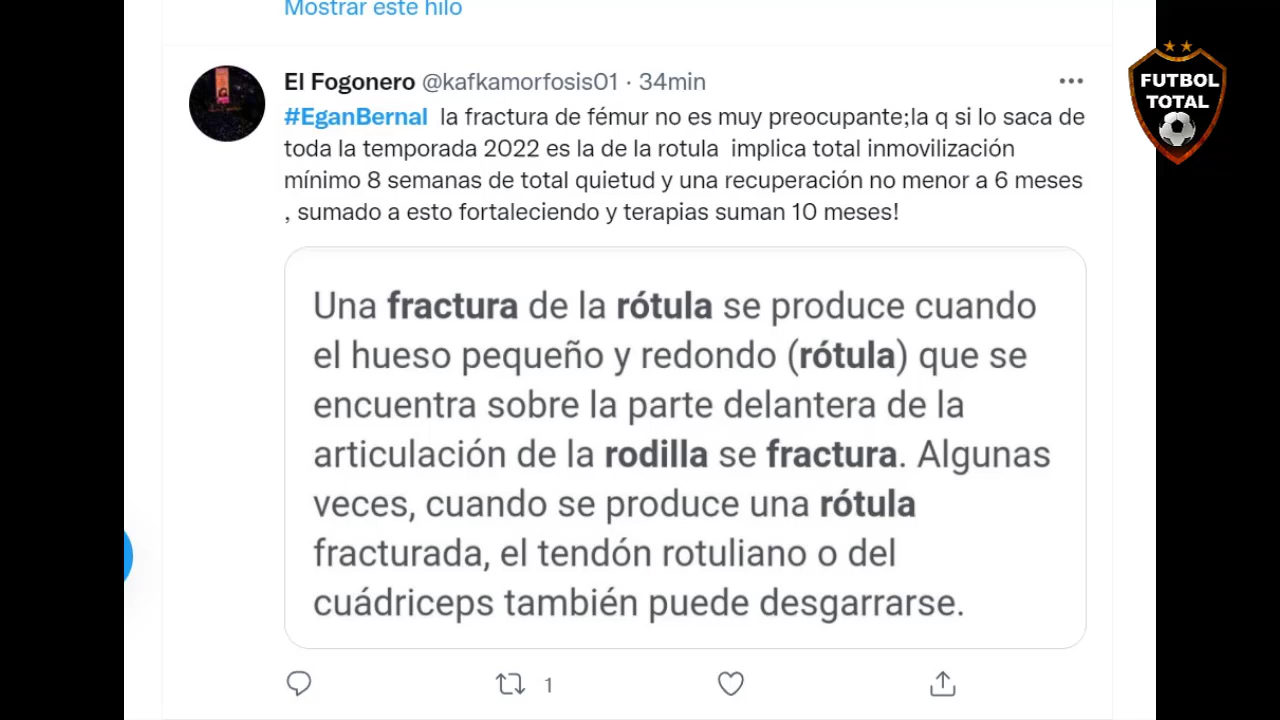 Mostrar este hilo
El Fogonero @kafkamorfosis01 · 34min
#EganBernal la fractura de fémur no es muy preocupante;la q si lo saca de
toda la temporada 2022 es la de la rotula implica total inmovilización
mínimo 8 semanas de total quietud y una recuperación no menor a 6 meses
, sumado a esto fortaleciendo y terapias suman 10 meses!
Una fractura de la rótula se produce cuando
el hueso pequeño y redondo (rótula) que se
encuentra sobre la parte delantera de la
articulación de la rodilla se fractura. Algunas
veces, cuando se produce una rótula
fracturada, el tendón rotuliano o del
cuádriceps también puede desgarrarse.
1
FUTBOL
TOTAL